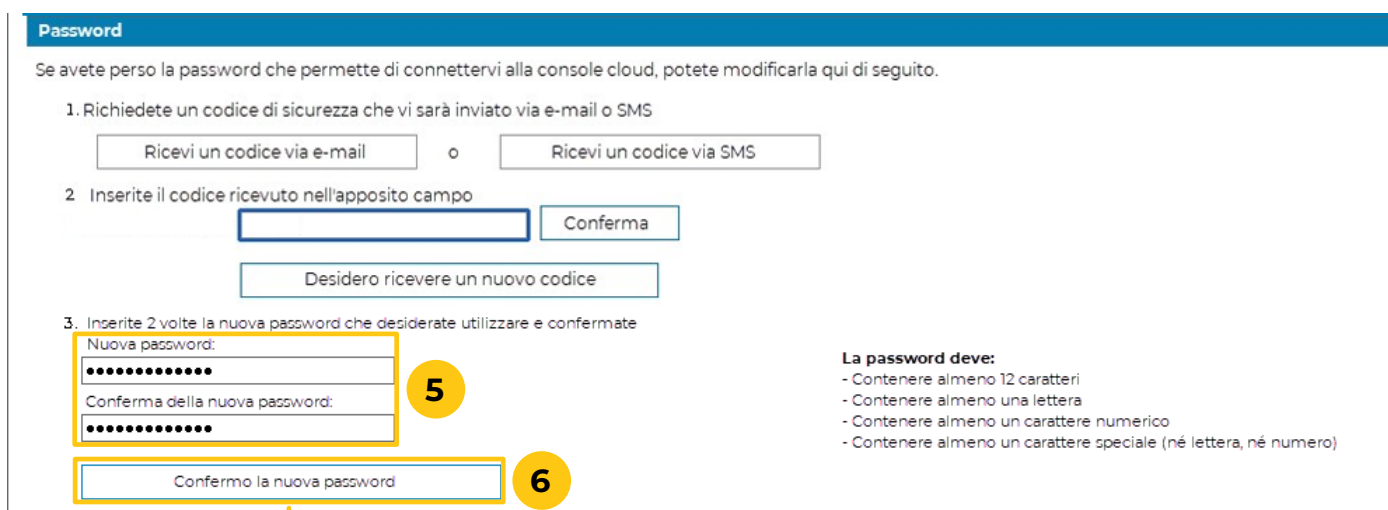 Password
Se avete perso la password che permette di connettervi alla console cloud, potete modificarla qui di seguito.
1. Richiedete un codice di sicurezza che vi sarà inviato via e-mail o SMS
Ricevi un codice via e-mail o Ricevi un codice via SMS
2 Inserite il codice ricevuto nell'apposito campo
Conferma
Desidero ricevere un nuovo codice
3. Inserite 2 volte la nuova password che desiderate utilizzare e confermate
Nuova password:
•••••••••••••
Conferma della nuova password:
•••••••••••••
5
La password deve:
- Contenere almeno 12 caratteri
- Contenere almeno una lettera
- Contenere almeno un carattere numerico
- Contenere almeno un carattere speciale (né lettera, né numero)
Confermo la nuova password
6